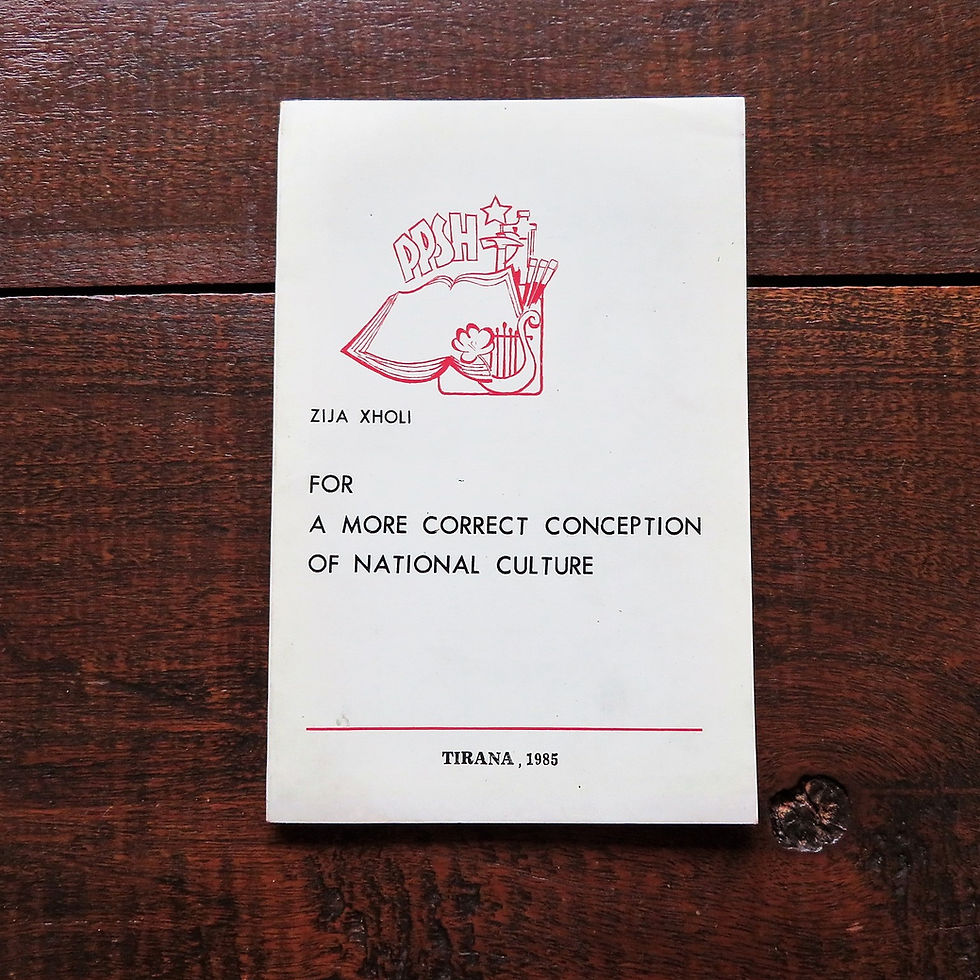 PPSH
ZIJA XHOLI
FOR
A MORE CORRECT CONCEPTION
OF NATIONAL CULTURE
TIRANA, 1985